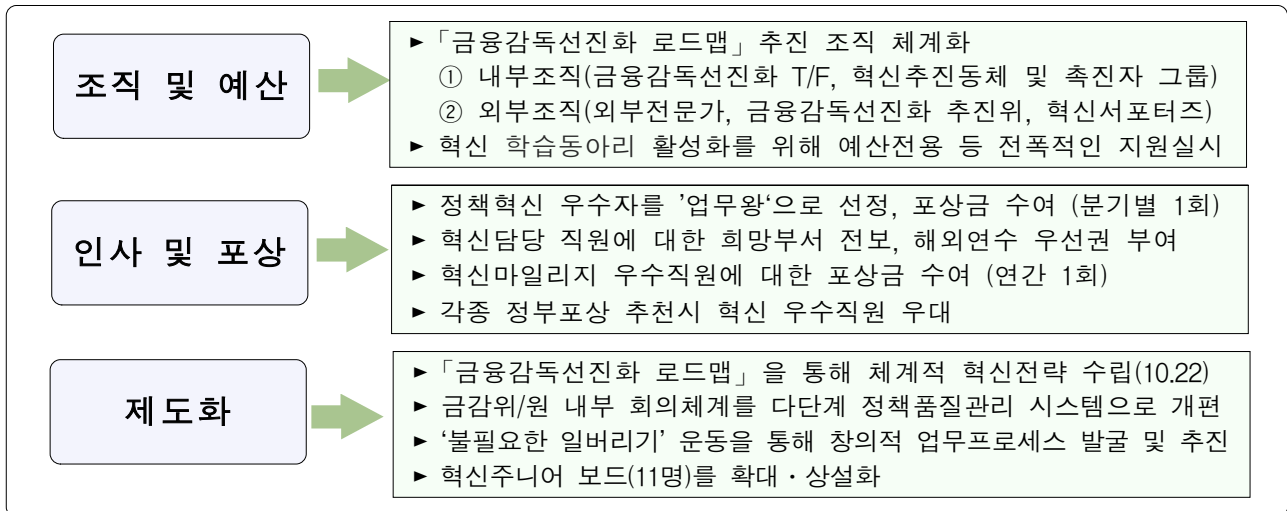 조직 및 예산
► 「금융감독선진화 로드맵」 추진 조직 체계화
① 내부조직(금융감독선진화 T/F, 혁신추진동체 및 촉진자 그룹)
② 외부조직(외부전문가, 금융감독선진화 추진위, 혁신서포터즈)
► 혁신 학습동아리 활성화를 위해 예산전용 등 전폭적인 지원실시
인사 및 포상
► 정책혁신 우수자를 ’업무왕‘으로 선정, 포상금 수여 (분기별 1회)
► 혁신담당 직원에 대한 희망부서 전보, 해외연수 우선권 부여
► 혁신마일리지 우수직원에 대한 포상금 수여 (연간 1회)
► 각종 정부포상 추천시 혁신 우수직원 우대
제도화
► 「금융감독선진화 로드맵」을 통해 체계적 혁신전략 수립(10.22)
► 금감위/원 내부 회의체계를 다단계 정책품질관리 시스템으로 개편
► ‘불필요한 일버리기’ 운동을 통해 창의적 업무프로세스 발굴 및 추진
► 혁신주니어 보드(11명)를 확대・상설화